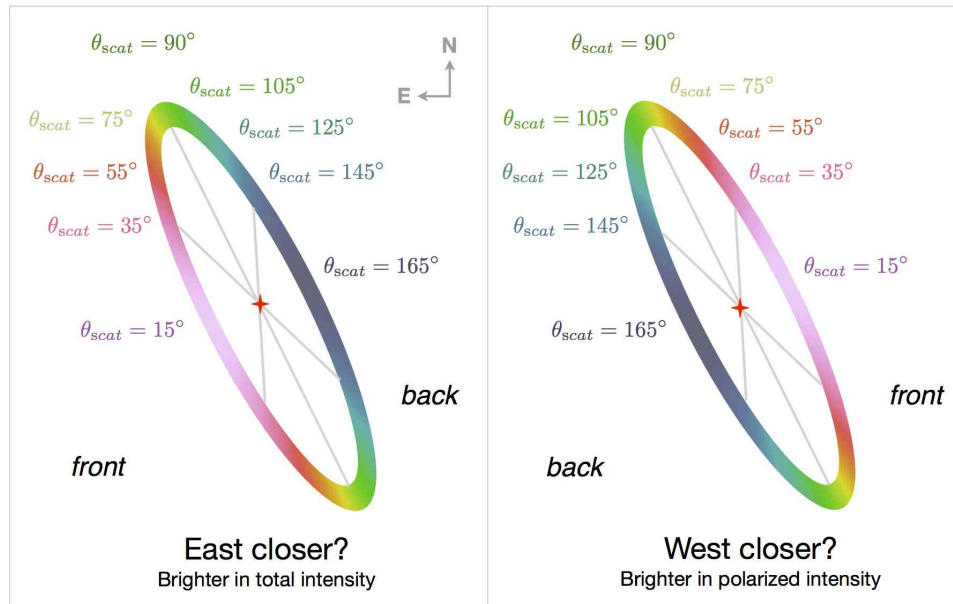 θscat = 90°
N
E
θscat = 105°
θscat = 75°
θscat = 125°
θscat = 55°
θscat = 145°
θscat = 35°
θscat = 165°
θscat = 15°
back
front
East closer?
Brighter in total intensity
θscat = 90°
θscat = 75°
θscat = 105°
θscat = 55°
θscat = 125°
θscat = 35°
θscat = 145°
θscat = 15°
θscat = 165°
front
back
West closer?
Brighter in polarized intensity